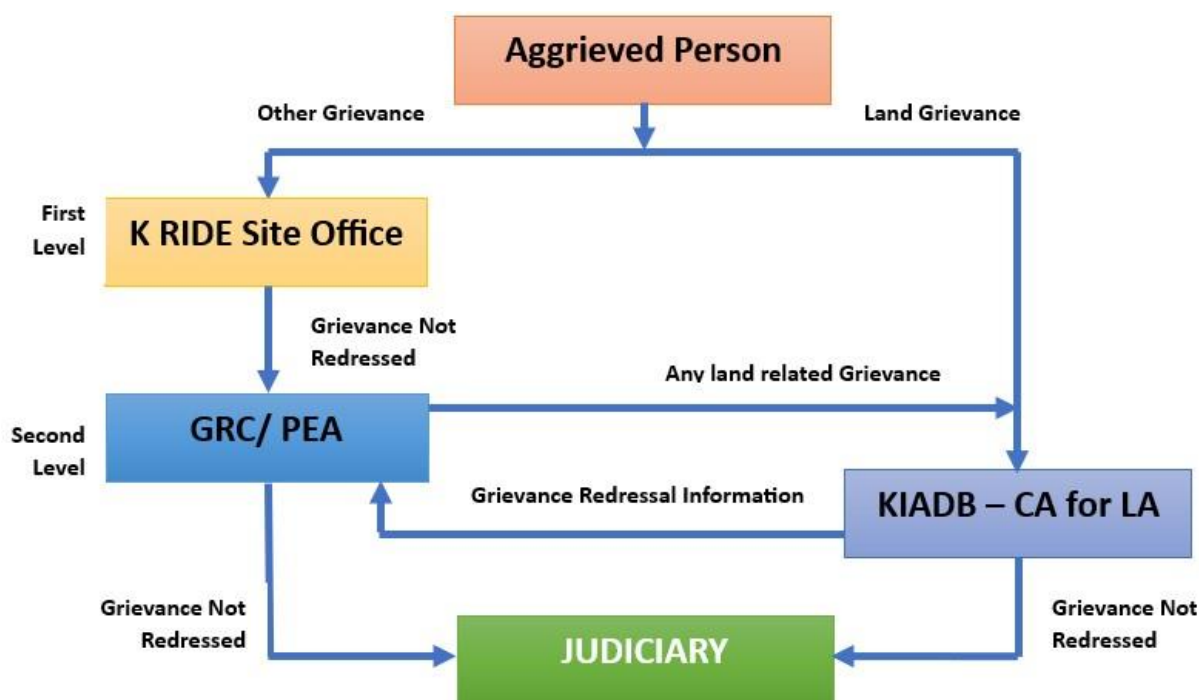 Aggrieved Person
Other Grievance
Land Grievance
First
Level
K RIDE Site Office
Grievance Not
Redressed
Any land related Grievance
Second
Level
GRC/ PEA
Grievance Redressal Information
KIADB – CA for LA
Grievance Not
Redressed
Grievance Not
Redressed
JUDICIARY